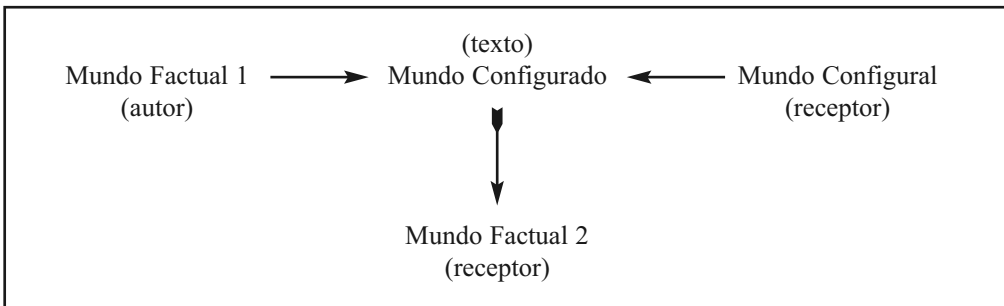 (texto)
Mundo Factual 1 Mundo Configurado Mundo Configural
(autor) (receptor)
Mundo Factual 2
(receptor)